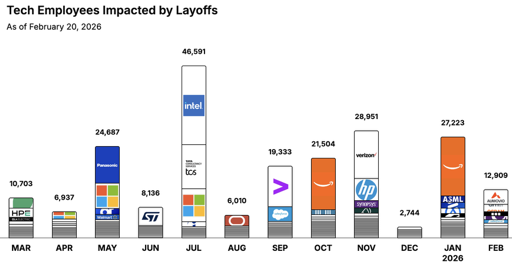 Tech Employees Impacted by Layoffs
As of February 20, 2026
46,591
28,951
27,223
24,687
21,504
19,333
12,909
10,703
8,136
6,937
6,010
2,744
intel
Panasonic
tcs
verizon
hp
HPE
ST
ASML
MAR APR MAY JUN JUL AUG SEP OCT NOV DEC JAN FEB
2026